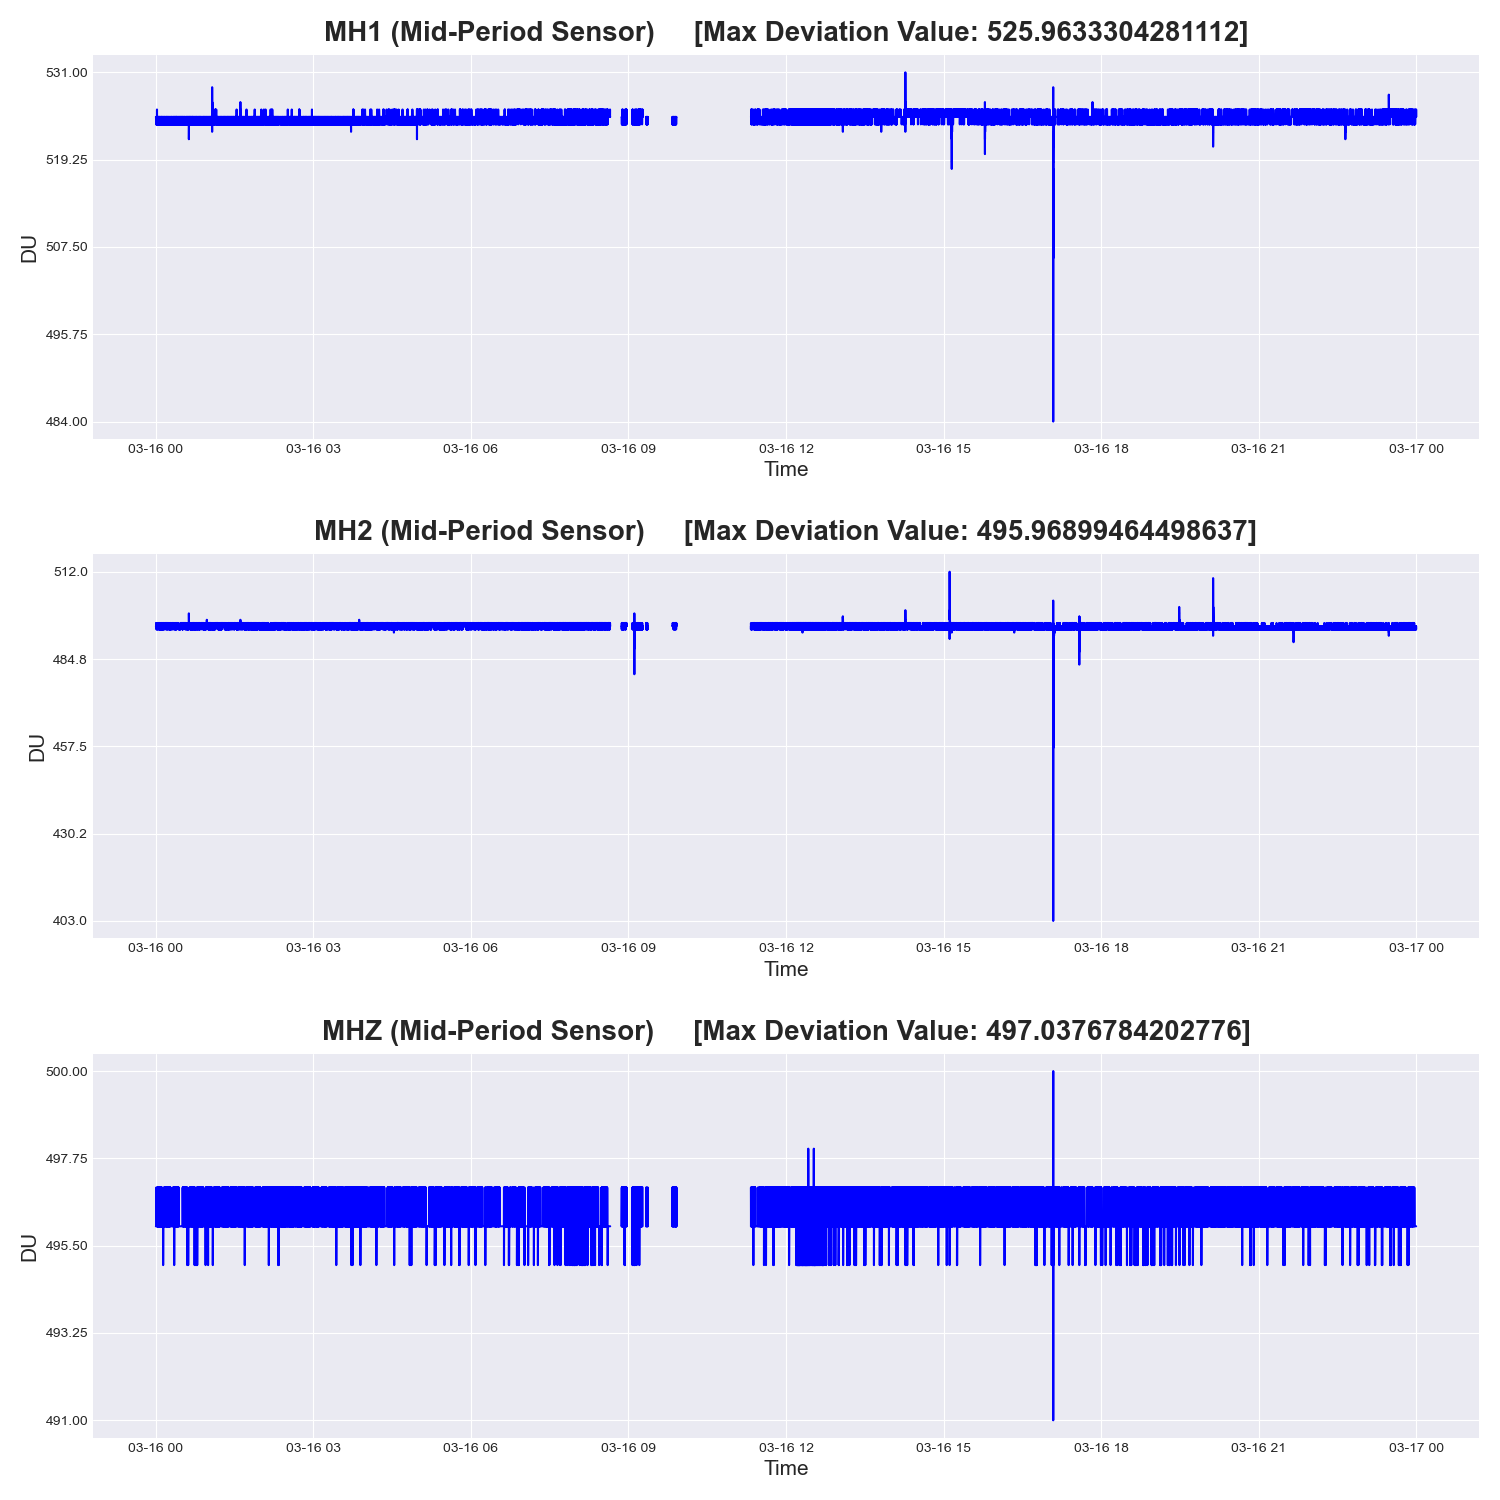 MH1 (Mid-Period Sensor) [Max Deviation Value: 525.9633304281112]
531.00
519.25
507.50
495.75
484.00
DU
03-16 00 03-16 03 03-16 06 03-16 09 03-16 12 03-16 15 03-16 18 03-16 21 03-17 00
Time
MH2 (Mid-Period Sensor) [Max Deviation Value: 495.96899464498637]
512.0
484.8
457.5
430.2
403.0
DU
03-16 00 03-16 03 03-16 06 03-16 09 03-16 12 03-16 15 03-16 18 03-16 21 03-17 00
Time
MHZ (Mid-Period Sensor) [Max Deviation Value: 497.0376784202776]
500.00
497.75
495.50
493.25
491.00
DU
03-16 00 03-16 03 03-16 06 03-16 09 03-16 12 03-16 15 03-16 18 03-16 21 03-17 00
Time